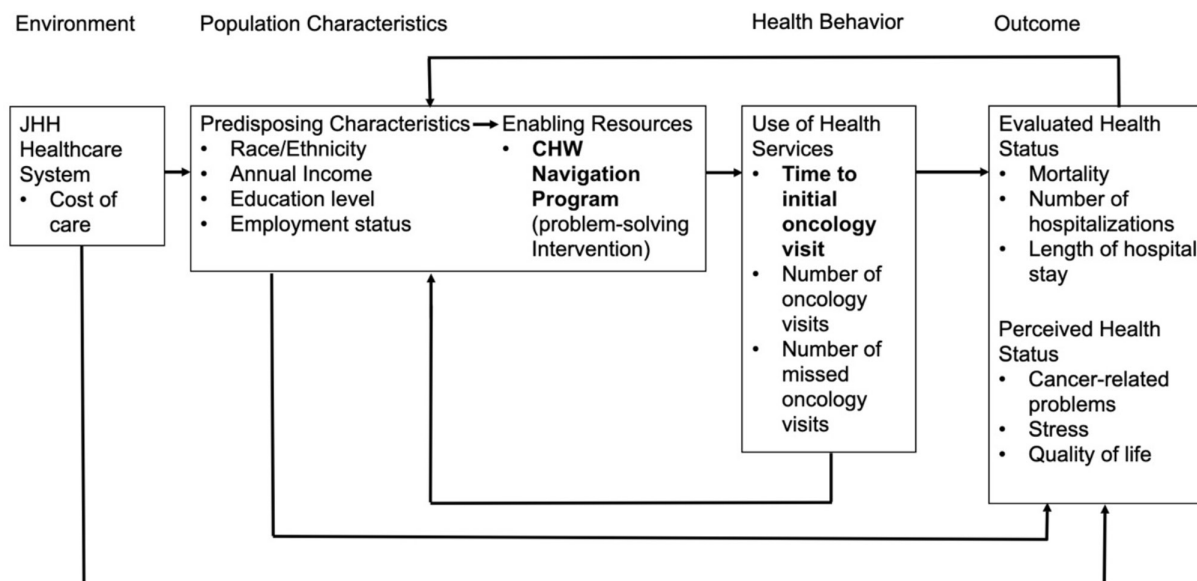 Environment
Population Characteristics
Health Behavior
Outcome
JHH
Healthcare
System
• Cost of
care
Predisposing Characteristics
• Race/Ethnicity
• Annual Income
• Education level
• Employment status
Enabling Resources
• CHW
Navigation
Program
(problem-solving
Intervention)
Use of Health
Services
• Time to
initial
oncology
visit
• Number of
oncology
visits
• Number of
missed
oncology
visits
Evaluated Health
Status
• Mortality
• Number of
hospitalizations
• Length of hospital
stay
Perceived Health
Status
• Cancer-related
problems
• Stress
• Quality of life